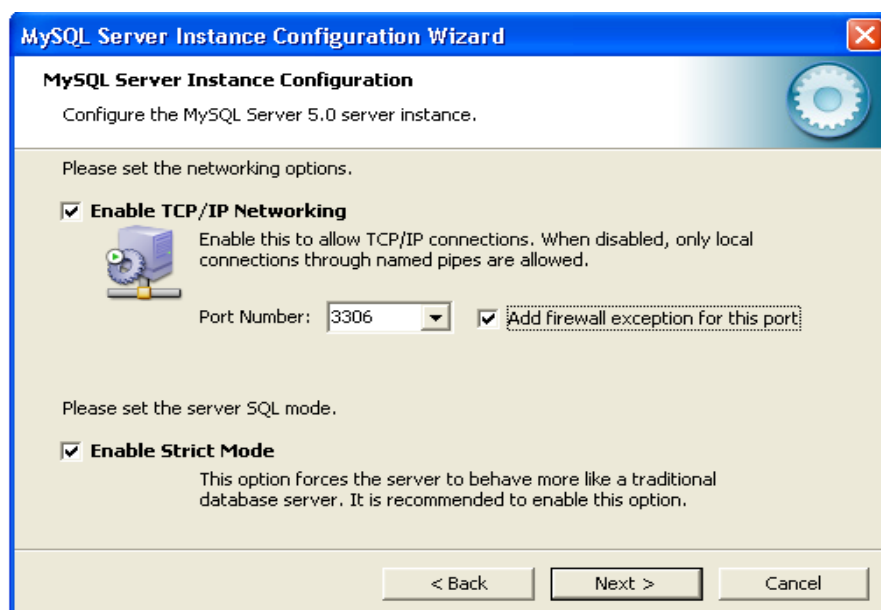 MySQL Server Instance Configuration Wizard
MySQL Server Instance Configuration
Configure the MySQL Server 5.0 server instance.
Please set the networking options.
Enable TCP/IP Networking
Enable this to allow TCP/IP connections. When disabled, only local
connections through named pipes are allowed.
Port Number: 3306 Add firewall exception for this port
Please set the server SQL mode.
Enable Strict Mode
This option forces the server to behave more like a traditional
database server. It is recommended to enable this option.
< Back Next > Cancel